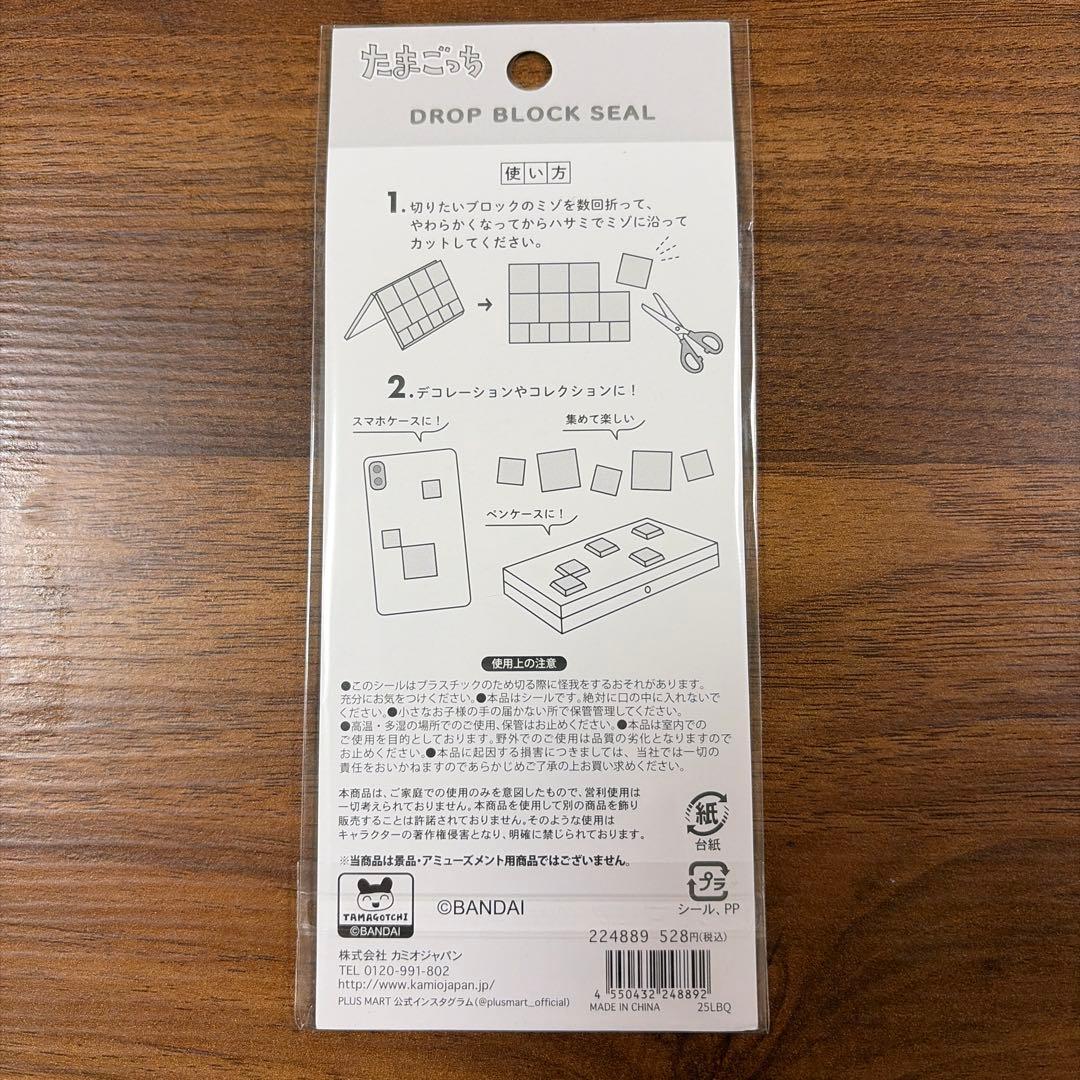 たまごっち
DROP BLOCK SEAL
使い方
1.切りたいブロックのミゾを数回折って、
やわらかくなってからハサミでミゾに沿って
カットしてください。
2.デコレーションやコレクションに!
スマホケースに!
集めて楽しい
ペンケースに!
使用上の注意
●このシールはプラスチックのため切る際に怪我をするおそれがあります。
充分にお気をつけください。●本品はシールです。絶対に口の中に入れないで
ください。●小さなお子様の手の届かない所で保管管理してください。
●高温・多湿の場所でのご使用、保管はお止めください。●本品は室内での
ご使用を目的としております。野外でのご使用は品質の劣化となりますので
お止めください。●本品に起因する損害につきましては、当社では一切の
責任をおいかねますのであらかじめご了承の上お買い求めください。
本商品は、ご家庭での使用のみを意図したもので、営利使用は
一切考えられておりません。本商品を使用して別の商品を飾り
販売することは許諾されておりません。そのような使用は
キャラクターの著作権侵害となり、明確に禁じられております。
※当商品は景品・アミューズメント用商品ではございません。
紙
台紙
プラ
シール、PP
TAMAGOTCHI
©BANDAI
©BANDAI
224889 528円(税込)
株式会社 カミオジャパン
TEL 0120-991-802
http://www.kamiojapan.jp/
PLUS MART 公式インスタグラム(@plusmart_official)
4 550432 248892
MADE IN CHINA 25LBQ